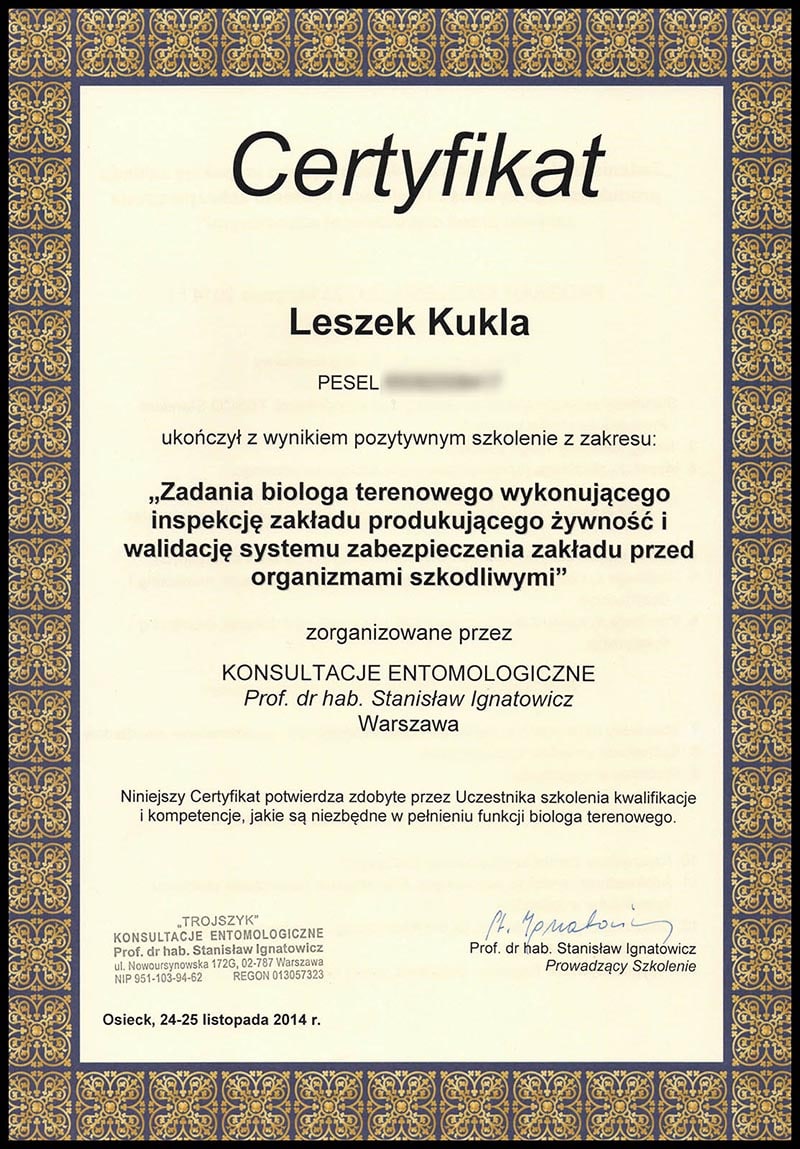 Certyfikat
Leszek Kukla
PESEL
ukończył z wynikiem pozytywnym szkolenie z zakresu:
„Zadania biologa terenowego wykonującego
inspekcję zakładu produkującego żywność i
walidację systemu zabezpieczenia zakładu przed
organizmami szkodliwymi”
zorganizowane przez
KONSULTACJE ENTOMOLOGICZNE
Prof. dr hab. Stanisław Ignatowicz
Warszawa
Niniejszy Certyfikat potwierdza zdobyte przez Uczestnika szkolenia kwalifikacje
i kompetencje, jakie są niezbędne w pełnieniu funkcji biologa terenowego.
„TROJSZYK”
KONSULTACJE ENTOMOLOGICZNE
Prof. dr hab. Stanisław Ignatowicz
ul. Nowoursynowska 172G, 02-787 Warszawa
NIP 951-103-94-62 REGON 013057323
St. Ignatowicz
Prof. dr hab. Stanisław Ignatowicz
Prowadzący Szkolenie
Osieck, 24-25 listopada 2014 r.